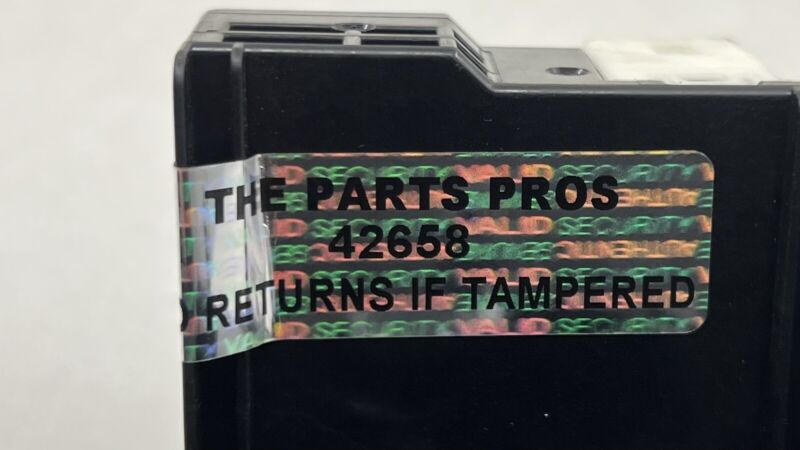 THE PARTS PROS
42658
RETURNS IF TAMPERED